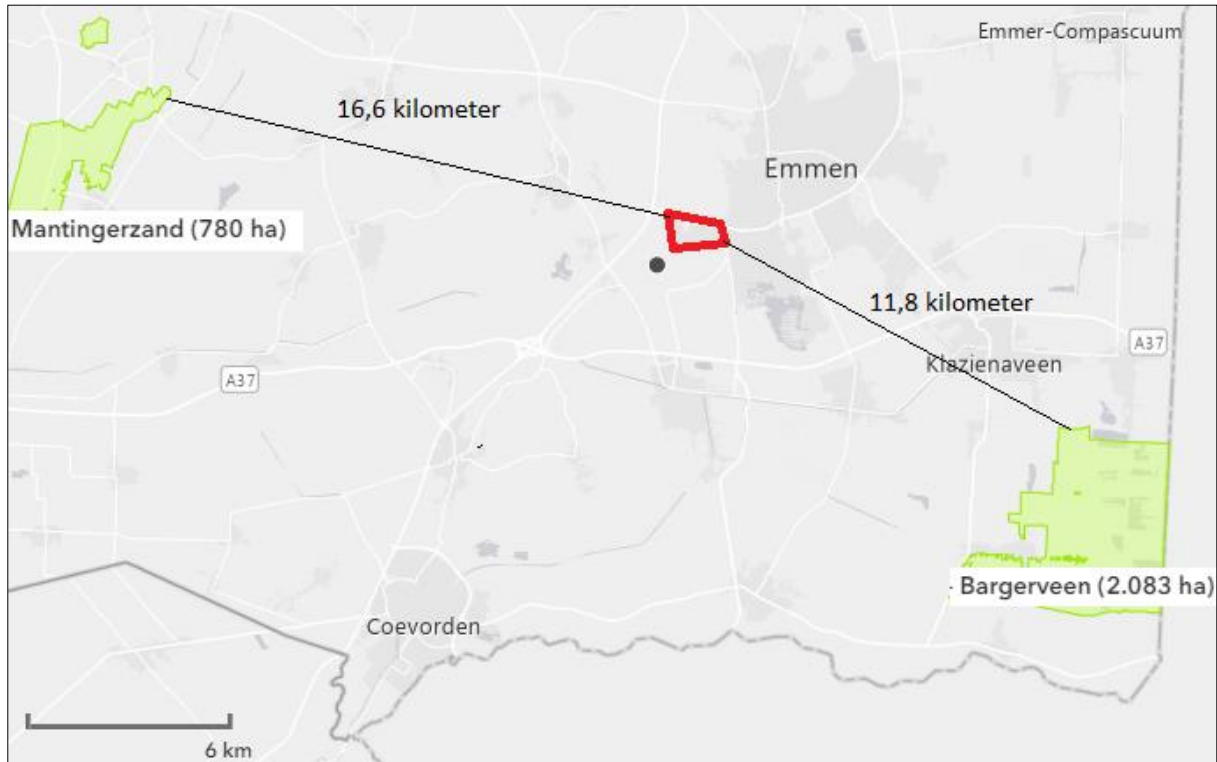 Emmer-Compascuum
16,6 kilometer
Emmen
Mantingerzand (780 ha)
11,8 kilometer
A37
Klazienaveen
A37
- Bargerveen (2.083 ha)
Coevorden
6 km